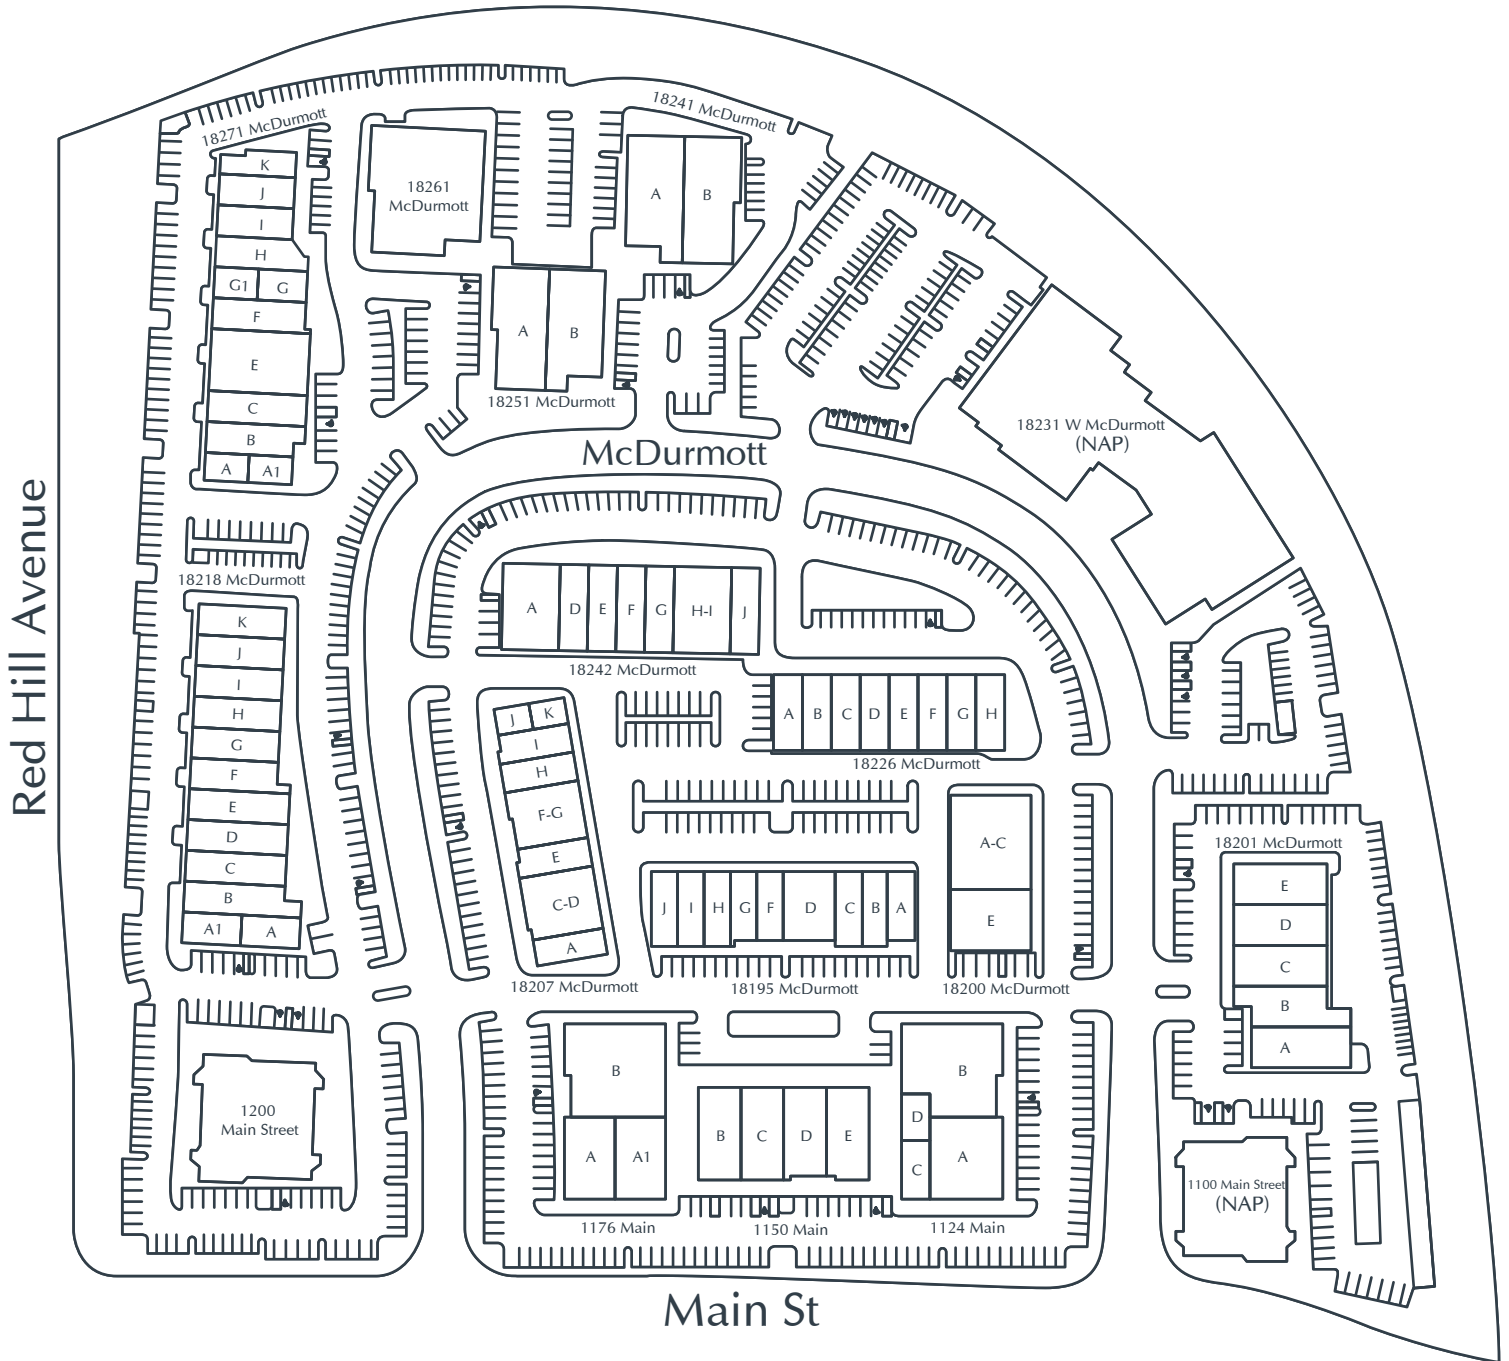 18271 McDurmott
K
J
I
H
G1 G
F
E
C
B
A A1
18261
McDurmott
18241 McDurmott
A B
A B
18251 McDurmott
18231 W McDurmott
(NAP)
McDurmott
Red Hill Avenue
18218 McDurmott
K
J
I
H
G
F
E
D
C
B
A1 A
A D E F G H-I J
18242 McDurmott
A B C D E F G H
18226 McDurmott
J K
I
H
F-G
E
C-D
A
18207 McDurmott
J I H G F D C B A
18195 McDurmott
A-C
E
18200 McDurmott
18201 McDurmott
E
D
C
B
A
1200
Main Street
B
A A1
1176 Main
B C D E
1150 Main
B
D
C A
1124 Main
1100 Main Street
(NAP)
Main St